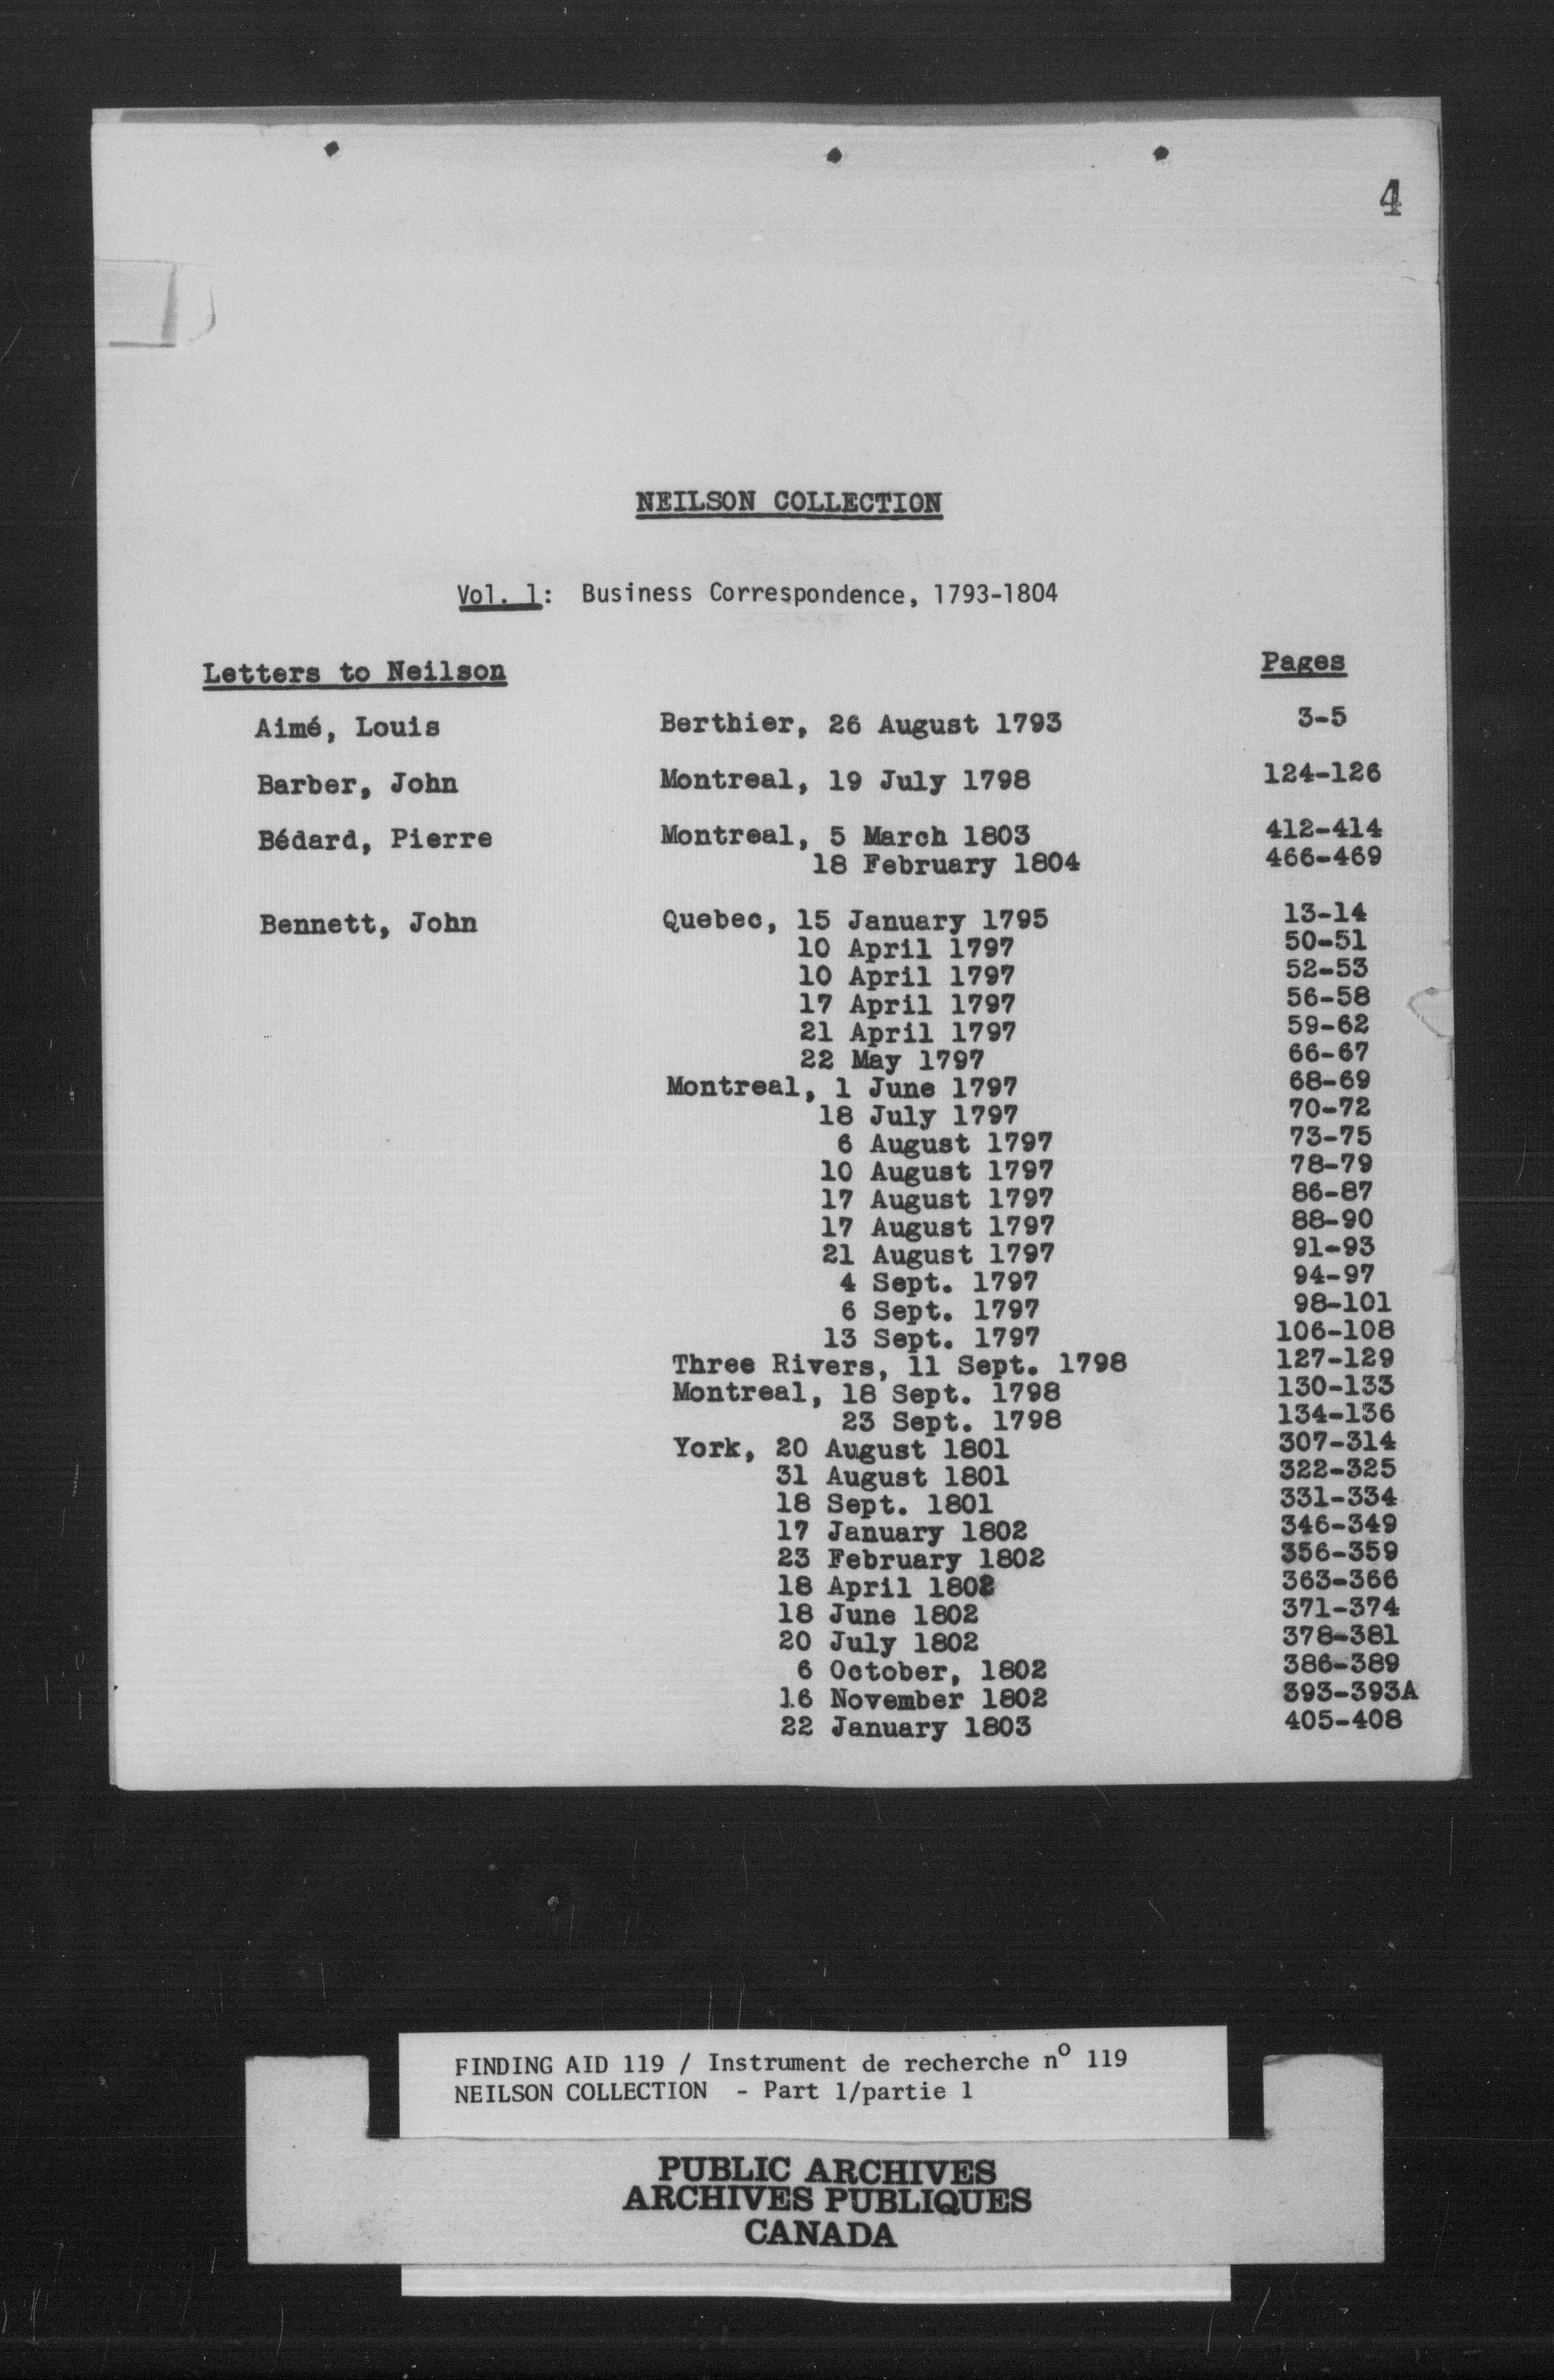 4
NEILSON COLLECTION
Vol. 1: Business Correspondence, 1793-1804
Letters to Neilson Pages
Aimé, Louis Berthier, 26 August 1793 3-5
Barber, John Montreal, 19 July 1798 124-126
Bédard, Pierre Montreal, 5 March 1803 412-414
18 February 1804 466-469
Bennett, John Quebec, 15 January 1795 13-14
10 April 1797 50-51
10 April 1797 52-53
17 April 1797 56-58
21 April 1797 59-62
22 May 1797 66-67
Montreal, 1 June 1797 68-69
18 July 1797 70-72
6 August 1797 73-75
10 August 1797 78-79
17 August 1797 86-87
17 August 1797 88-90
21 August 1797 91-93
4 Sept. 1797 94-97
6 Sept. 1797 98-101
13 Sept. 1797 106-108
Three Rivers, 11 Sept. 1798 127-129
Montreal, 18 Sept. 1798 130-133
23 Sept. 1798 134-136
York, 20 August 1801 307-314
31 August 1801 322-325
18 Sept. 1801 331-334
17 January 1802 346-349
23 February 1802 356-359
18 April 1802 363-366
18 June 1802 371-374
20 July 1802 378-381
6 October, 1802 386-389
16 November 1802 393-393A
22 January 1803 405-408
FINDING AID 119 / Instrument de recherche nº 119
NEILSON COLLECTION - Part 1/partie 1
PUBLIC ARCHIVES
ARCHIVES PUBLIQUES
CANADA